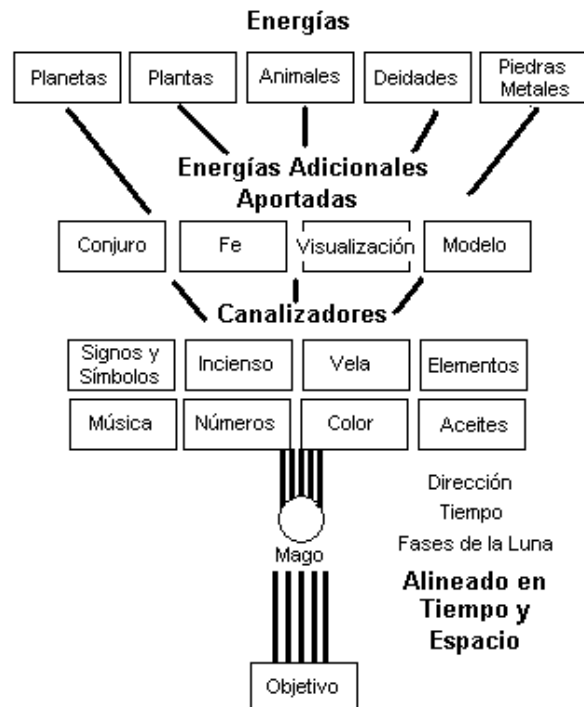 Energías
Planetas
Plantas
Animales
Deidades
Piedras
Metales
Energías Adicionales
Aportadas
Conjuro
Fe
Visualización
Modelo
Canalizadores
Signos y
Símbolos
Incienso
Vela
Elementos
Música
Números
Color
Aceites
Dirección
Tiempo
Fases de la Luna
Mago
Alineado en
Tiempo y
Espacio
Objetivo